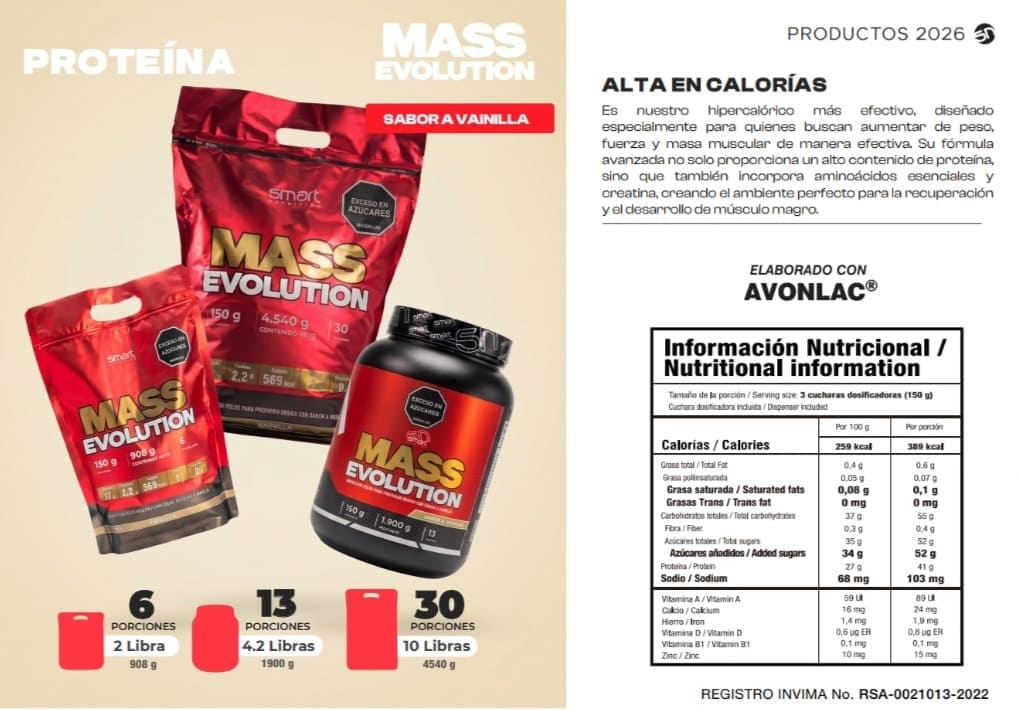 PROTEÍNA
MASS
EVOLUTION
SABOR A VAINILLA
smart
NUTRITION
EXCESO EN
AZÚCARES
MINSALUD
MASS
EVOLUTION
150 g
4.540 g
CONTENIDO NETO
30
2,2 g
569 kcal
VAINILLA
smart
EXCESO EN
AZÚCARES
MASS
EVOLUTION
150 g
908 g
CONTENIDO NETO
6
2,2 g
569
smart
EXCESO EN
AZÚCARES
MASS
EVOLUTION
SABOR A VAINILLA
150 g
1.900 g
13
6
PORCIONES
2 Libra
908 g
13
PORCIONES
4.2 Libras
1900 g
30
PORCIONES
10 Libras
4540 g
PRODUCTOS 2026
ALTA EN CALORÍAS
Es nuestro hipercalórico más efectivo, diseñado
especialmente para quienes buscan aumentar de peso,
fuerza y masa muscular de manera efectiva. Su fórmula
avanzada no solo proporciona un alto contenido de proteína,
sino que también incorpora aminoácidos esenciales y
creatina, creando el ambiente perfecto para la recuperación
y el desarrollo de músculo magro.
ELABORADO CON
AVONLAC®
Información Nutricional /
Nutritional information
Tamaño de la porción / Serving size: 3 cucharas dosificadoras (150 g)
Cuchara dosificadora incluida / Dispenser included
Por 100 g Por porción
Calorías / Calories 259 kcal 389 kcal
Grasa total / Total Fat 0,4 g 0,6 g
Grasa poliinsaturada 0,05 g 0,07 g
Grasa saturada / Saturated fats 0,08 g 0,1 g
Grasas Trans / Trans fat 0 mg 0 mg
Carbohidratos totales / Total carbohydrates 37 g 55 g
Fibra / Fiber 0,3 g 0,4 g
Azúcares totales / Total sugars 35 g 52 g
Azúcares añadidos / Added sugars 34 g 52 g
Proteína / Protein 27 g 41 g
Sodio / Sodium 68 mg 103 mg
Vitamina A / Vitamin A 59 UI 89 UI
Calcio / Calcium 16 mg 24 mg
Hierro / Iron 1,4 mg 1,9 mg
Vitamina D / Vitamin D 0,6 µg ER 0,8 µg ER
Vitamina B1 / Vitamin B1 0,1 mg 0,1 mg
Zinc / Zinc 10 mg 15 mg
REGISTRO INVIMA No. RSA-0021013-2022